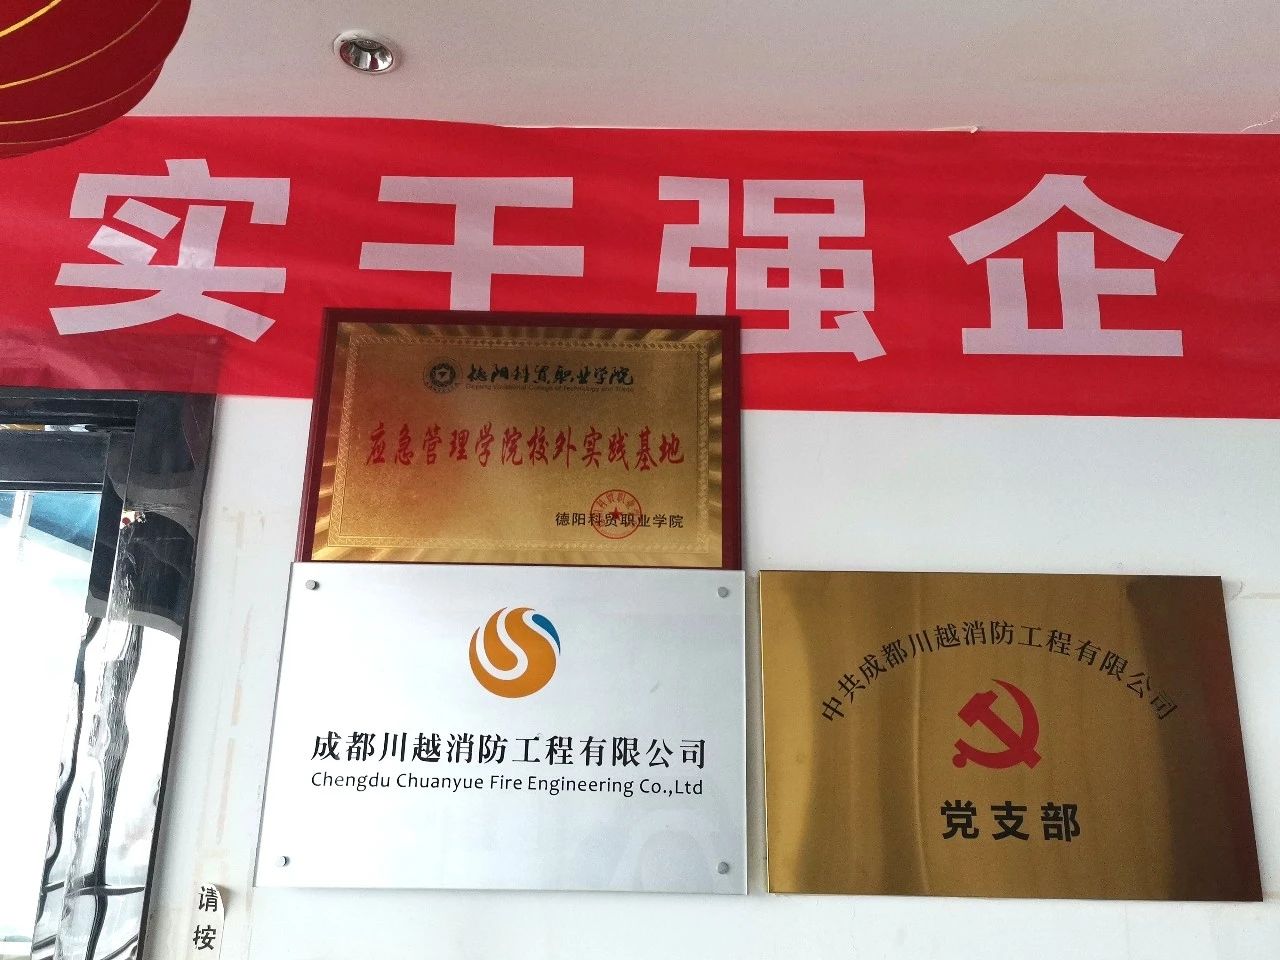 实干强企
德阳科贸职业学院
应急管理学院校外实践基地
德阳科贸职业学院
成都川越消防工程有限公司
Chengdu Chuanyue Fire Engineering Co.,Ltd
中共成都川越消防工程有限公司
党支部
请
按